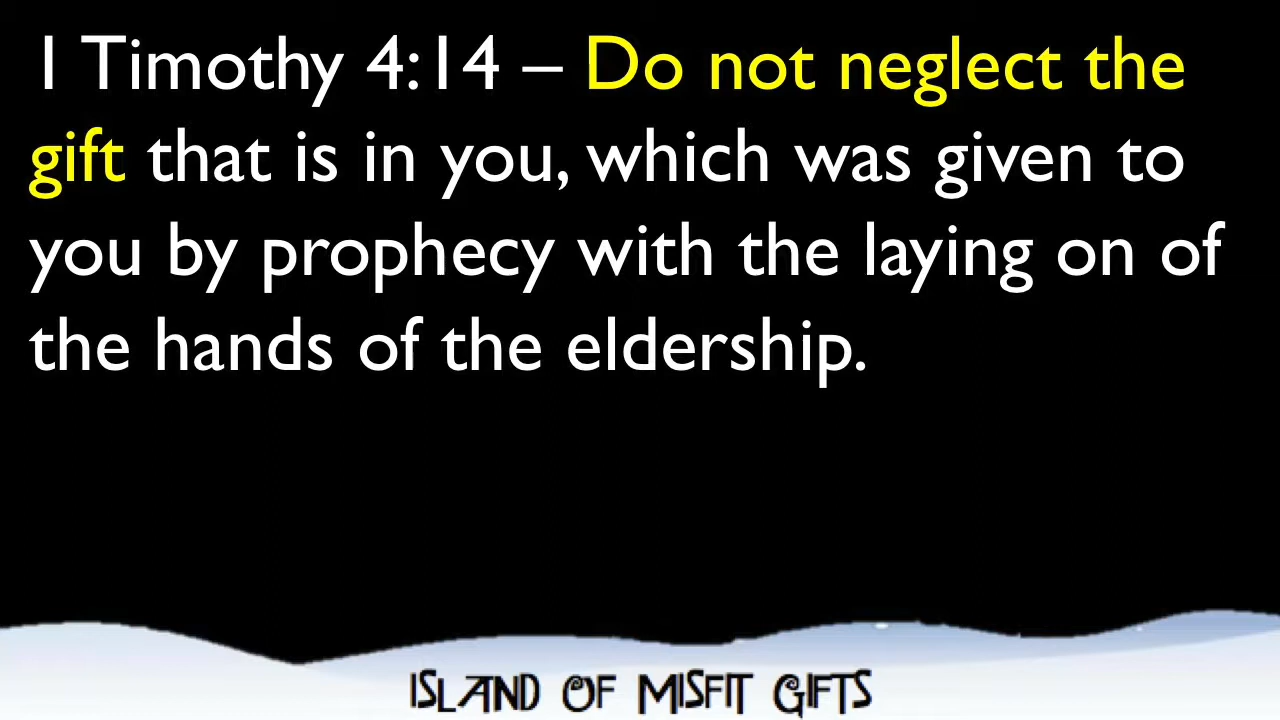 1 Timothy 4:14 – Do not neglect the
gift that is in you, which was given to
you by prophecy with the laying on of
the hands of the eldership.
ISLAND OF MISFIT GIFTS